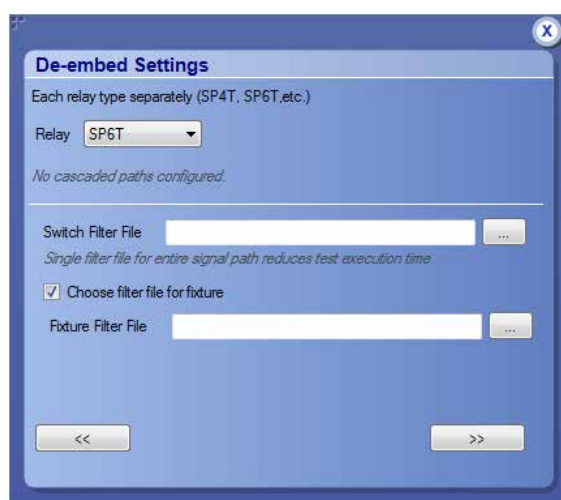 X
De-embed Settings
Each relay type separately (SP4T, SP6T,etc.)
Relay SP6T
No cascaded paths configured.
Switch Filter File ...
Single filter file for entire signal path reduces test execution time
Choose filter file for fixture
Fixture Filter File ...
<< >>